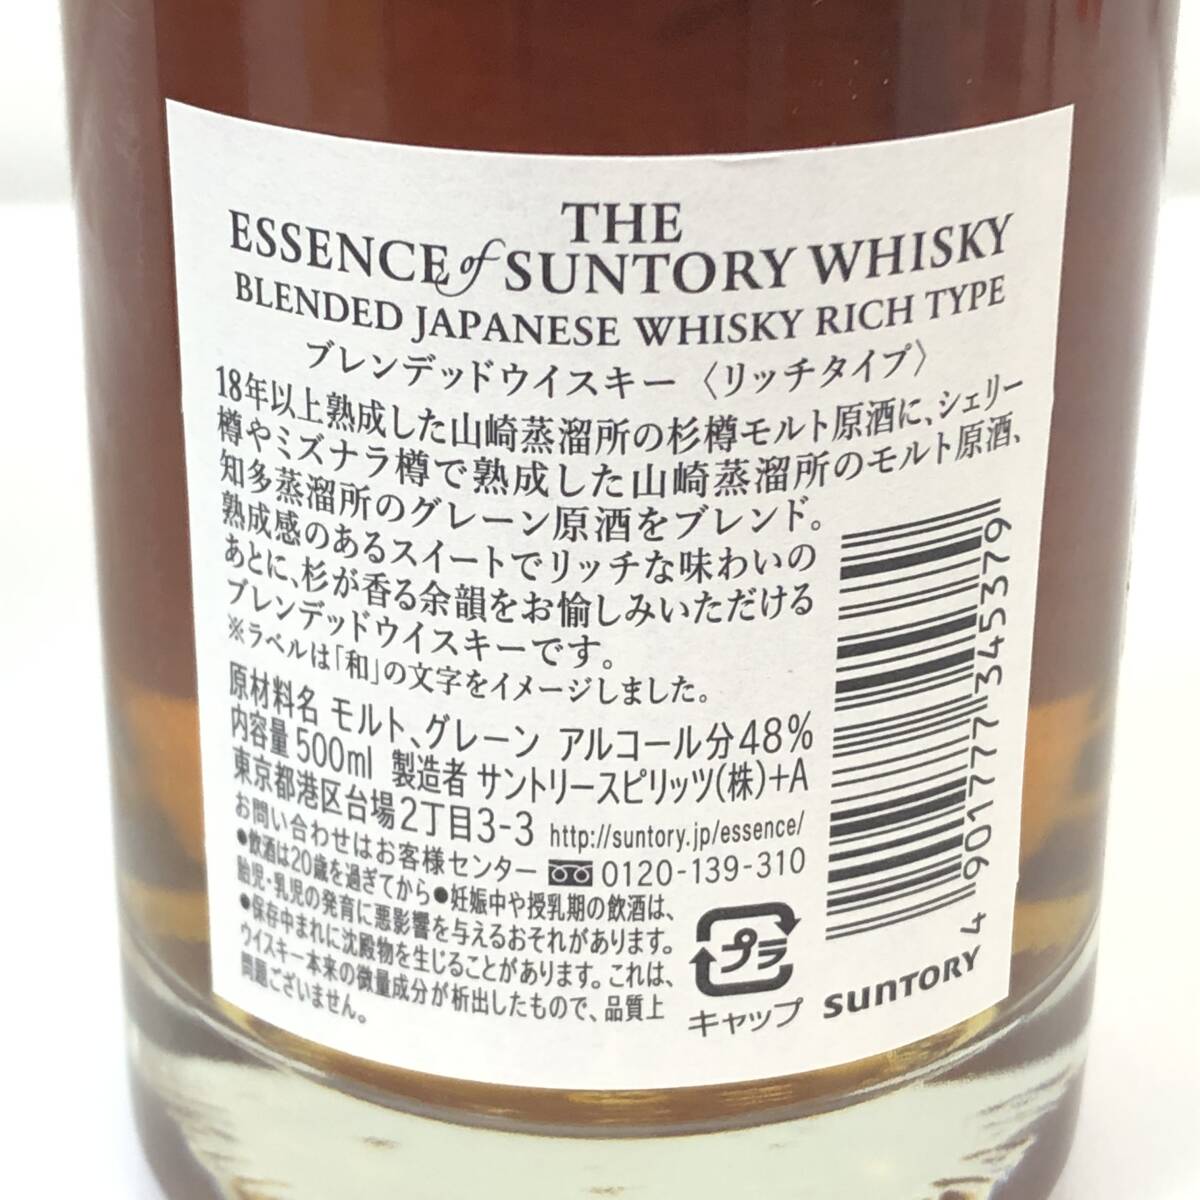 THE
ESSENCE of SUNTORY WHISKY
BLENDED JAPANESE WHISKY RICH TYPE
ブレンデッドウイスキー〈リッチタイプ〉
18年以上熟成した山崎蒸溜所の杉樽モルト原酒に、シェリー
樽やミズナラ樽で熟成した山崎蒸溜所のモルト原酒、
知多蒸溜所のグレーン原酒をブレンド。
熟成感のあるスイートでリッチな味わいの
あとに、杉が香る余韻をお愉しみいただける
ブレンデッドウイスキーです。
※ラベルは「和」の文字をイメージしました。
原材料名 モルト、グレーン アルコール分48%
内容量500ml 製造者 サントリースピリッツ(株)+A
東京都港区台場2丁目3-3 http://suntory.jp/essence/
お問い合わせはお客様センター 0120-139-310
●飲酒は20歳を過ぎてから●妊娠中や授乳期の飲酒は、
胎児・乳児の発育に悪影響を与えるおそれがあります。
●保存中まれに沈殿物を生じることがあります。これは、
ウイスキー本来の微量成分が析出したもので、品質上
問題ございません。
プラ
キャップ
SUNTORY
4 901777 345379